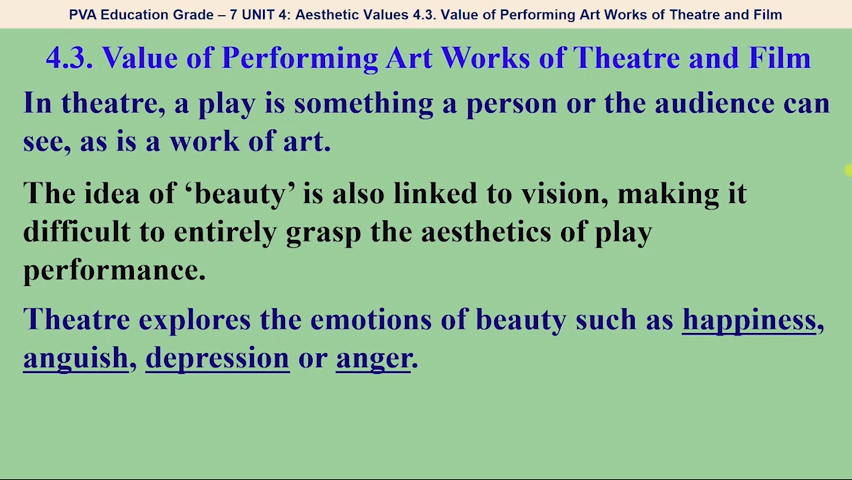 PVA Education Grade – 7 UNIT 4: Aesthetic Values 4.3. Value of Performing Art Works of Theatre and Film
4.3. Value of Performing Art Works of Theatre and Film
In theatre, a play is something a person or the audience can
see, as is a work of art.
The idea of ‘beauty’ is also linked to vision, making it
difficult to entirely grasp the aesthetics of play
performance.
Theatre explores the emotions of beauty such as happiness,
anguish, depression or anger.